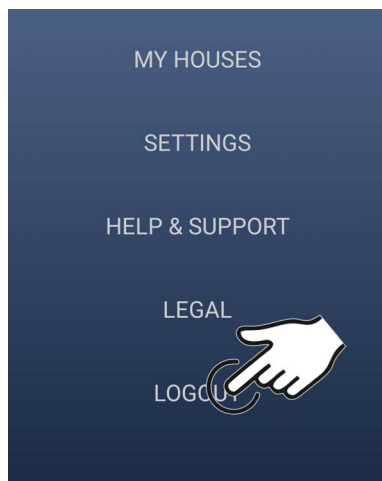 MY HOUSES
SETTINGS
HELP & SUPPORT
LEGAL
LOGOUT